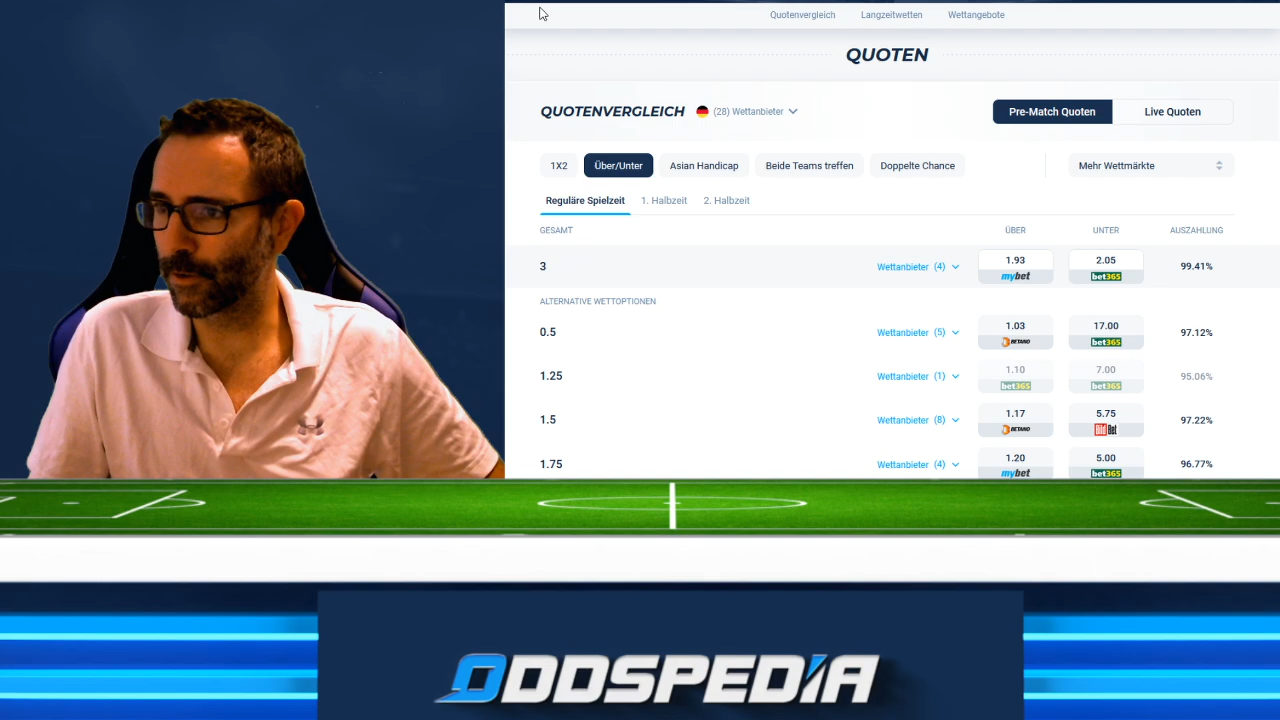 Quotenvergleich Langzeitwetten Wettangebote
QUOTEN
QUOTENVERGLEICH (28) Wettanbieter Pre-Match Quoten Live Quoten
1X2 Über/Unter Asian Handicap Beide Teams treffen Doppelte Chance Mehr Wettmärkte
Reguläre Spielzeit 1. Halbzeit 2. Halbzeit
GESAMT ÜBER UNTER AUSZAHLUNG
3 Wettanbieter (4) 1.93 2.05 99.41%
mybet bet365
ALTERNATIVE WETTOPTIONEN
0.5 Wettanbieter (5) 1.03 17.00 97.12%
BETANO bet365
1.25 Wettanbieter (1) 1.10 7.00 95.06%
bet365 bet365
1.5 Wettanbieter (8) 1.17 5.75 97.22%
BETANO BildBet
1.75 Wettanbieter (4) 1.20 5.00 96.77%
mybet bet365
ODDSPEDIA